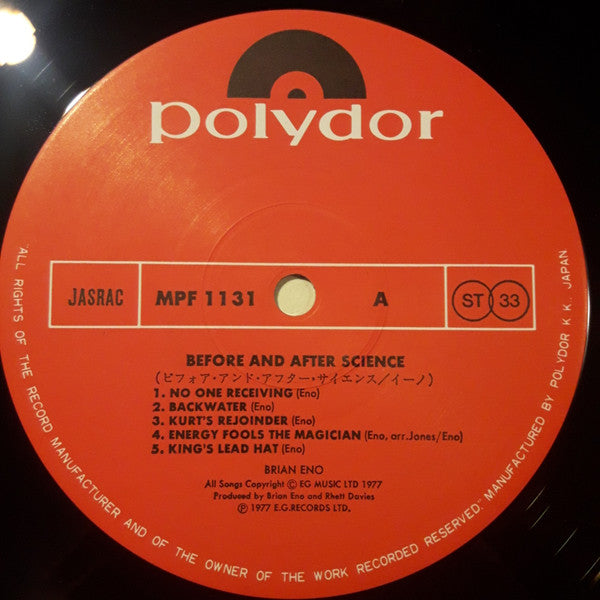 polydor
JASRAC MPF 1131 A ST 33
BEFORE AND AFTER SCIENCE
(ビフォア・アンド・アフター・サイエンス/イーノ)
1. NO ONE RECEIVING (Eno)
2. BACKWATER (Eno)
3. KURT'S REJOINDER (Eno)
4. ENERGY FOOLS THE MAGICIAN (Eno, arr.Jones/Eno)
5. KING'S LEAD HAT (Eno)
BRIAN ENO
All Songs Copyright © EG MUSIC LTD 1977
Produced by Brian Eno and Rhett Davies
℗ 1977 E.G.RECORDS LTD.
"ALL RIGHTS OF THE RECORD MANUFACTURER AND OF THE OWNER OF THE WORK RECORDED RESERVED." MANUFACTURED BY POLYDOR K.K., JAPAN